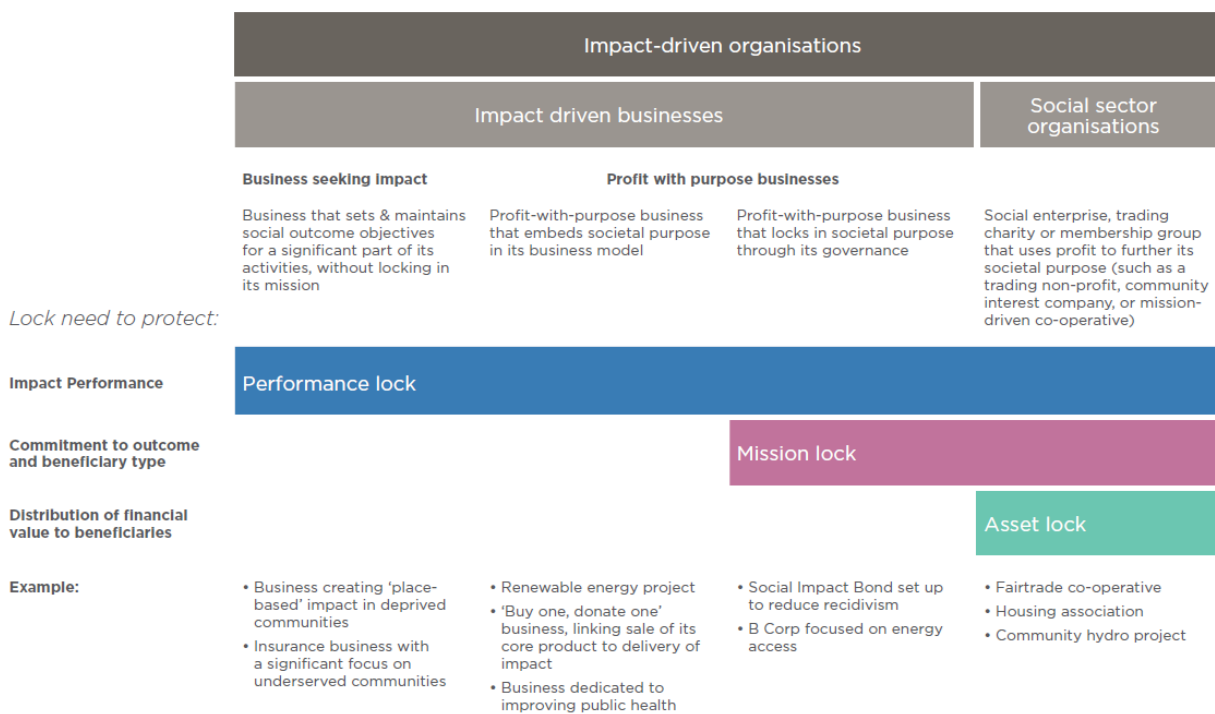 Impact-driven organisations
Impact driven businesses
Social sector
organisations
Business seeking impact
Profit with purpose businesses
Business that sets & maintains
social outcome objectives
for a significant part of its
activities, without locking in
its mission
Profit-with-purpose business
that embeds societal purpose
in its business model
Profit-with-purpose business
that locks in societal purpose
through its governance
Social enterprise, trading
charity or membership group
that uses profit to further its
societal purpose (such as a
trading non-profit, community
interest company, or mission-
driven co-operative)
Lock need to protect:
Impact Performance
Performance lock
Commitment to outcome
and beneficiary type
Mission lock
Distribution of financial
value to beneficiaries
Asset lock
Example:
• Business creating ‘place-
based’ impact in deprived
communities
• Insurance business with
a significant focus on
underserved communities
• Renewable energy project
• ‘Buy one, donate one’
business, linking sale of its
core product to delivery of
impact
• Business dedicated to
improving public health
• Social Impact Bond set up
to reduce recidivism
• B Corp focused on energy
access
• Fairtrade co-operative
• Housing association
• Community hydro project